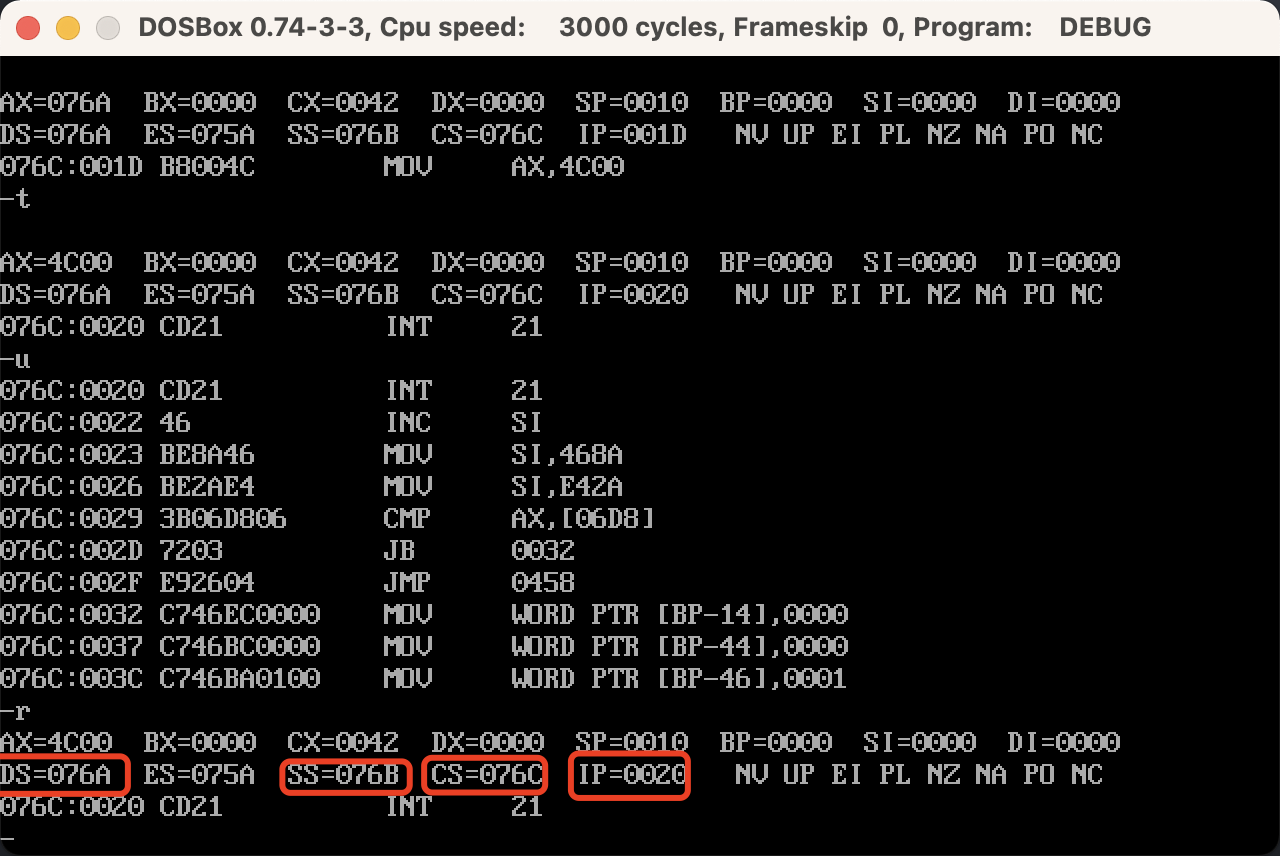 DOSBox 0.74-3-3, Cpu speed:    3000 cycles, Frameskip  0, Program:   DEBUG
AX=076A  BX=0000  CX=0042  DX=0000  SP=0010  BP=0000  SI=0000  DI=0000
DS=076A  ES=075A  SS=076B  CS=076C  IP=001D   NV UP EI PL NZ NA PO NC
076C:001D B8004C        MOV     AX,4C00
-t
AX=4C00  BX=0000  CX=0042  DX=0000  SP=0010  BP=0000  SI=0000  DI=0000
DS=076A  ES=075A  SS=076B  CS=076C  IP=0020   NV UP EI PL NZ NA PO NC
076C:0020 CD21          INT     21
-u
076C:0020 CD21          INT     21
076C:0022 46            INC     SI
076C:0023 BE8A46        MOV     SI,468A
076C:0026 BE2AE4        MOV     SI,E42A
076C:0029 3B06D806      CMP     AX,[06D8]
076C:002D 7203          JB      0032
076C:002F E92604        JMP     0458
076C:0032 C746EC0000    MOV     WORD PTR [BP-14],0000
076C:0037 C746BC0000    MOV     WORD PTR [BP-44],0000
076C:003C C746BA0100    MOV     WORD PTR [BP-46],0001
-r
AX=4C00  BX=0000  CX=0042  DX=0000  SP=0010  BP=0000  SI=0000  DI=0000
DS=076A  ES=075A  SS=076B  CS=076C  IP=0020   NV UP EI PL NZ NA PO NC
076C:0020 CD21          INT     21
-